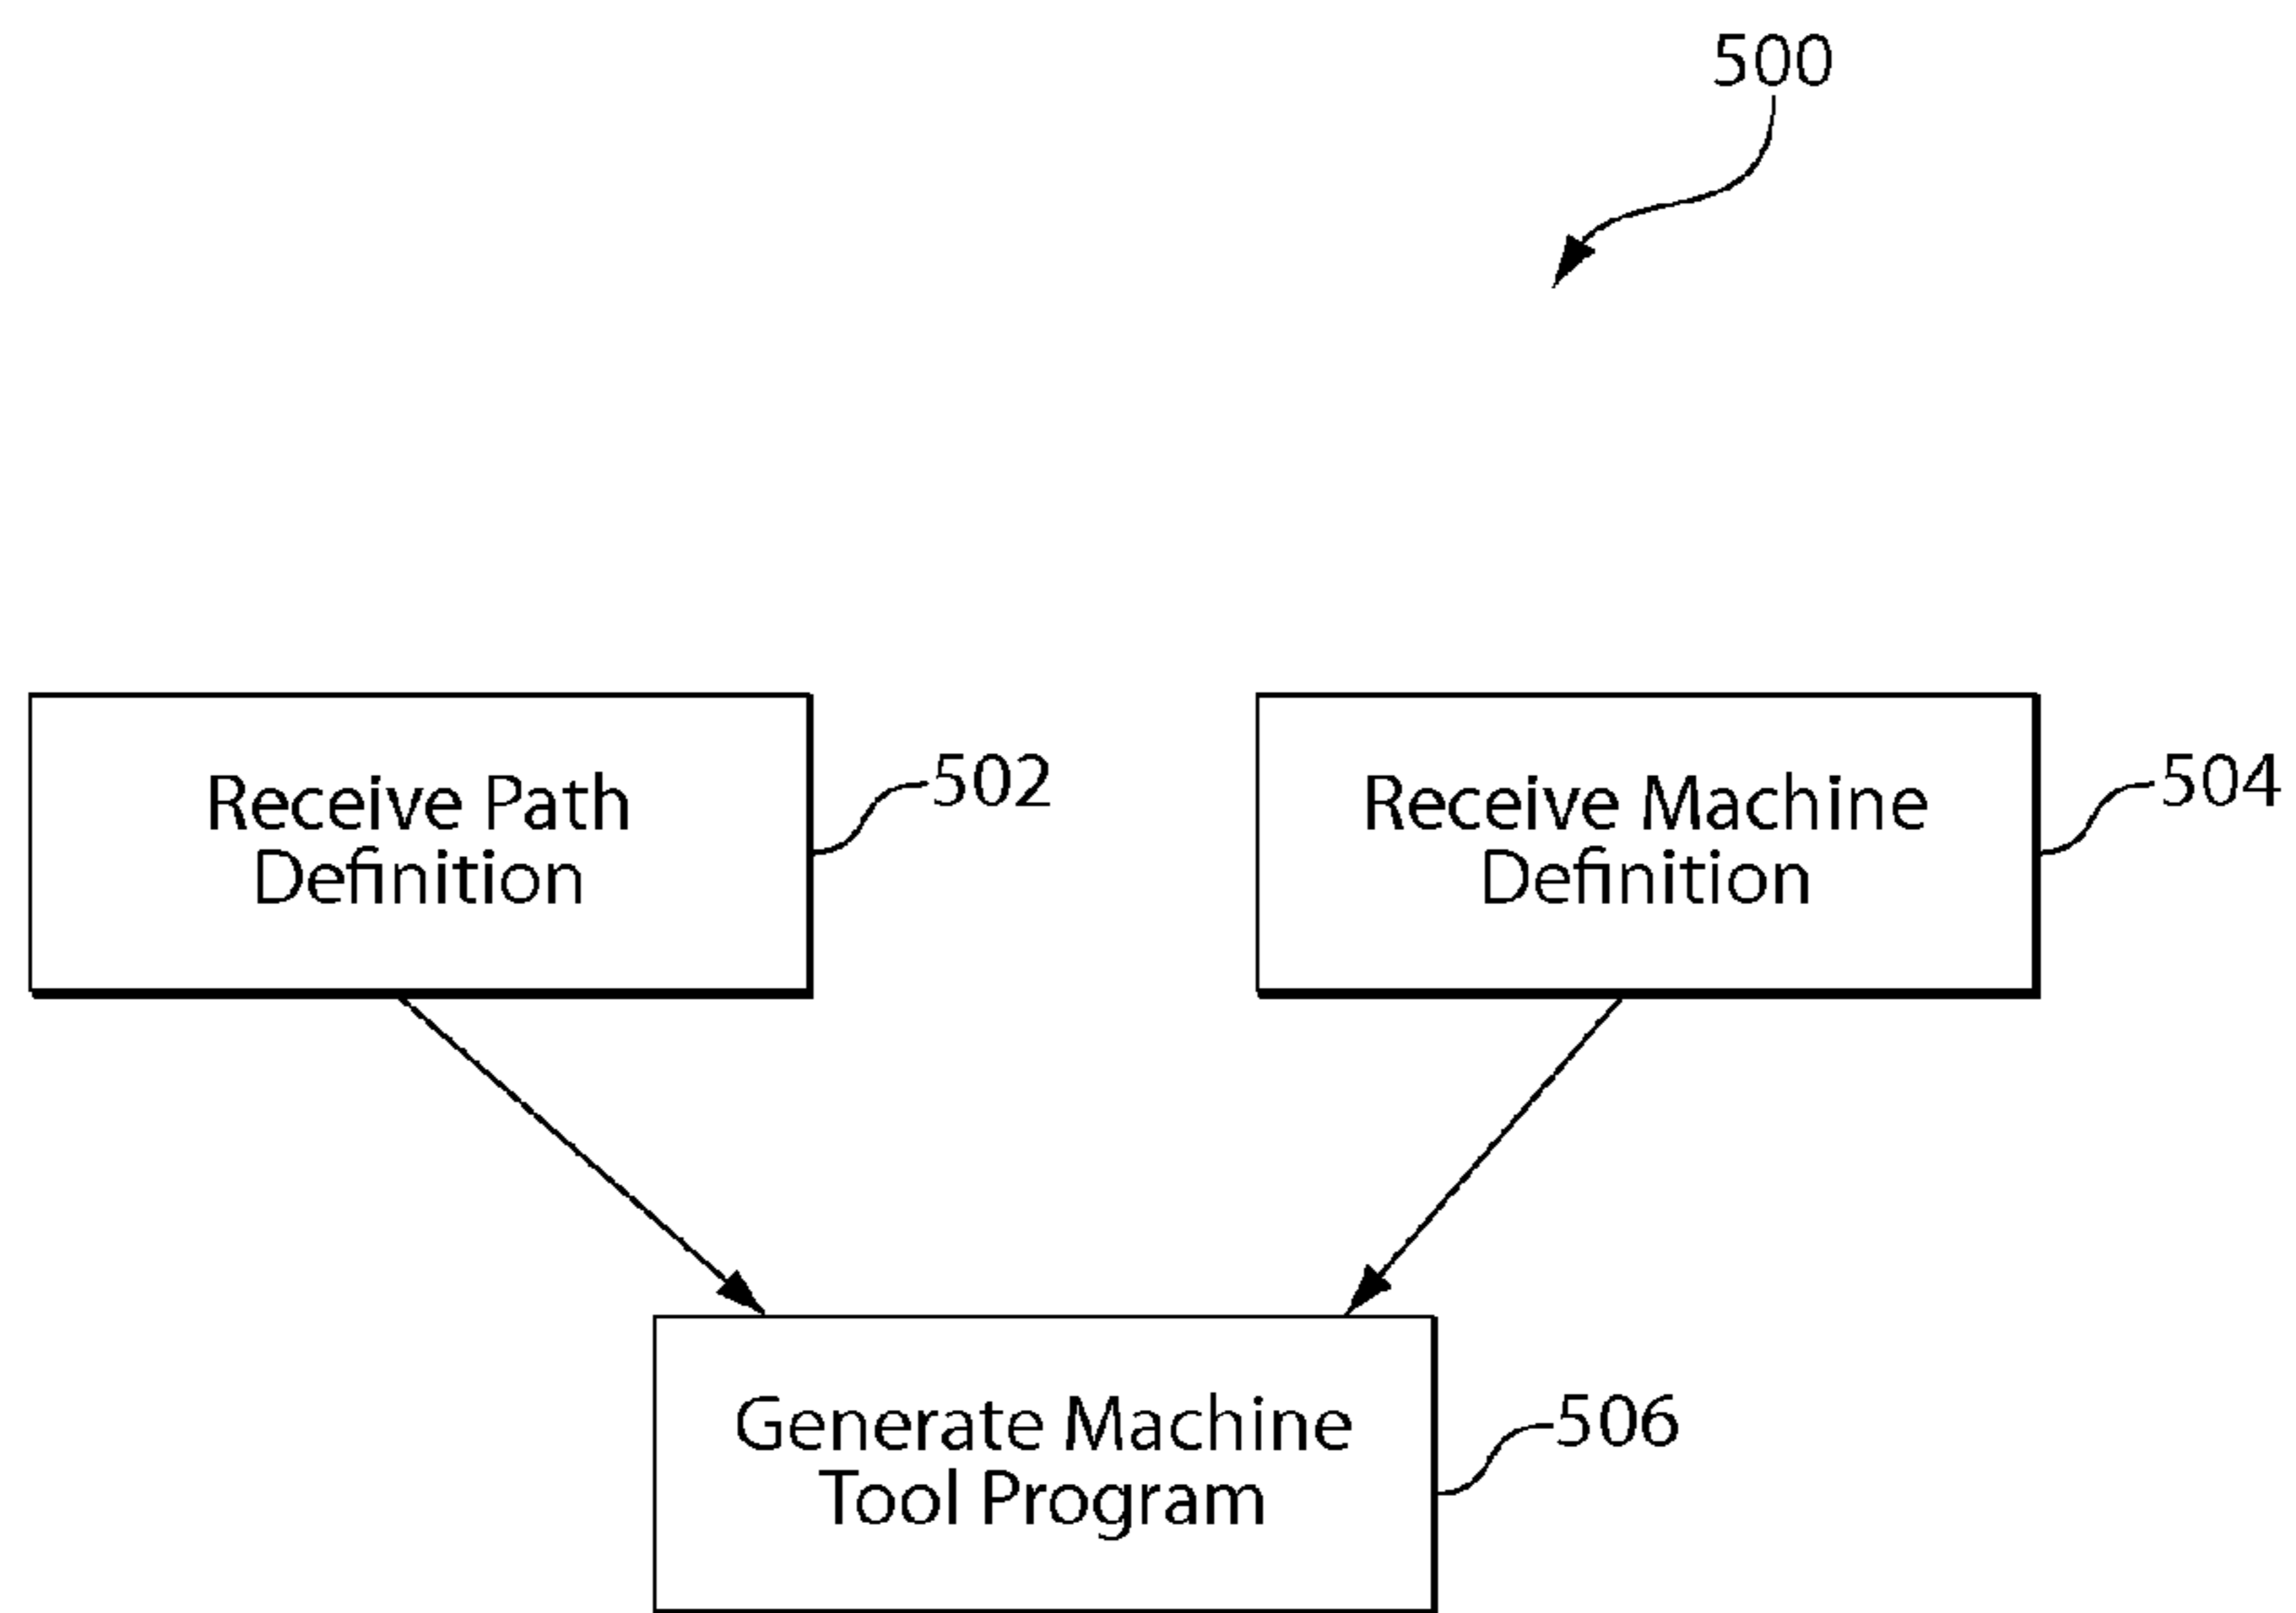 500
Receive Path
Definition
502
Receive Machine
Definition
504
Generate Machine
Tool Program
506